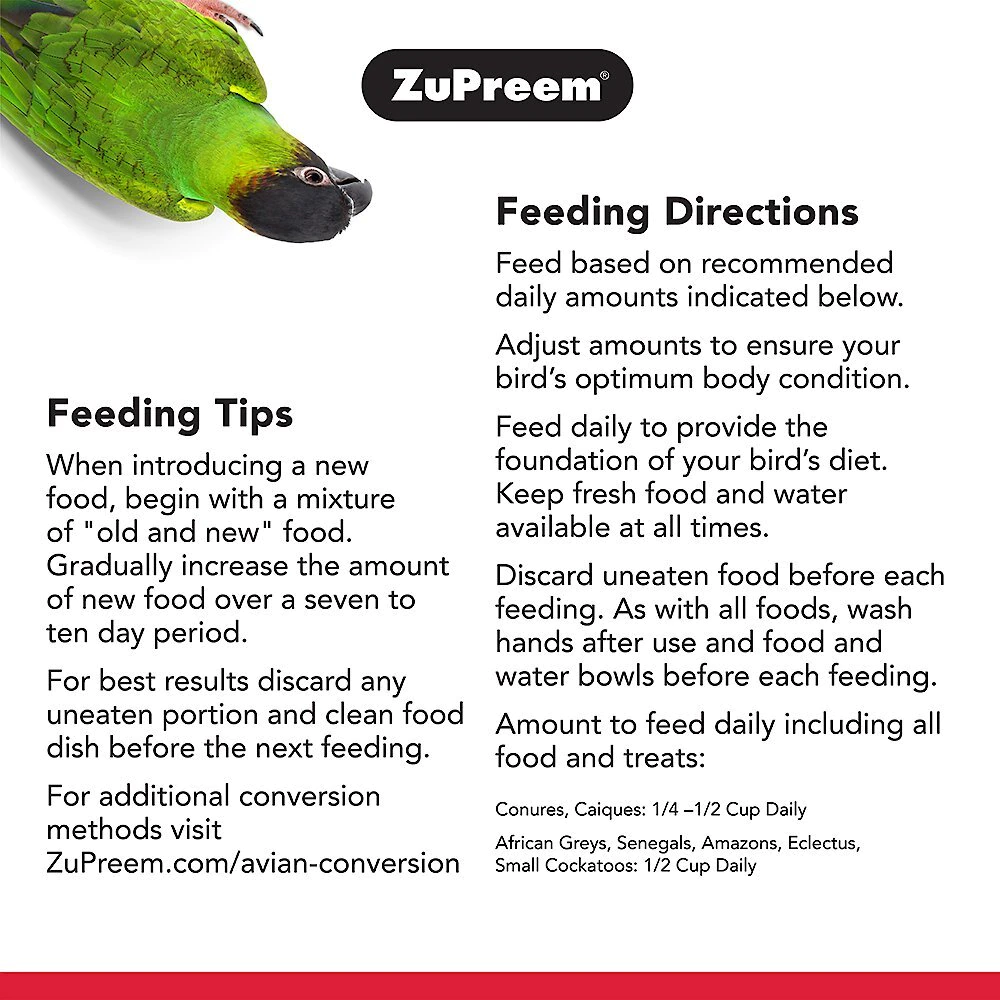 ZuPreem®
Feeding Tips
When introducing a new
food, begin with a mixture
of "old and new" food.
Gradually increase the amount
of new food over a seven to
ten day period.
For best results discard any
uneaten portion and clean food
dish before the next feeding.
For additional conversion
methods visit
ZuPreem.com/avian-conversion
Feeding Directions
Feed based on recommended
daily amounts indicated below.
Adjust amounts to ensure your
bird’s optimum body condition.
Feed daily to provide the
foundation of your bird’s diet.
Keep fresh food and water
available at all times.
Discard uneaten food before each
feeding. As with all foods, wash
hands after use and food and
water bowls before each feeding.
Amount to feed daily including all
food and treats:
Conures, Caiques: 1/4 –1/2 Cup Daily
African Greys, Senegals, Amazons, Eclectus,
Small Cockatoos: 1/2 Cup Daily